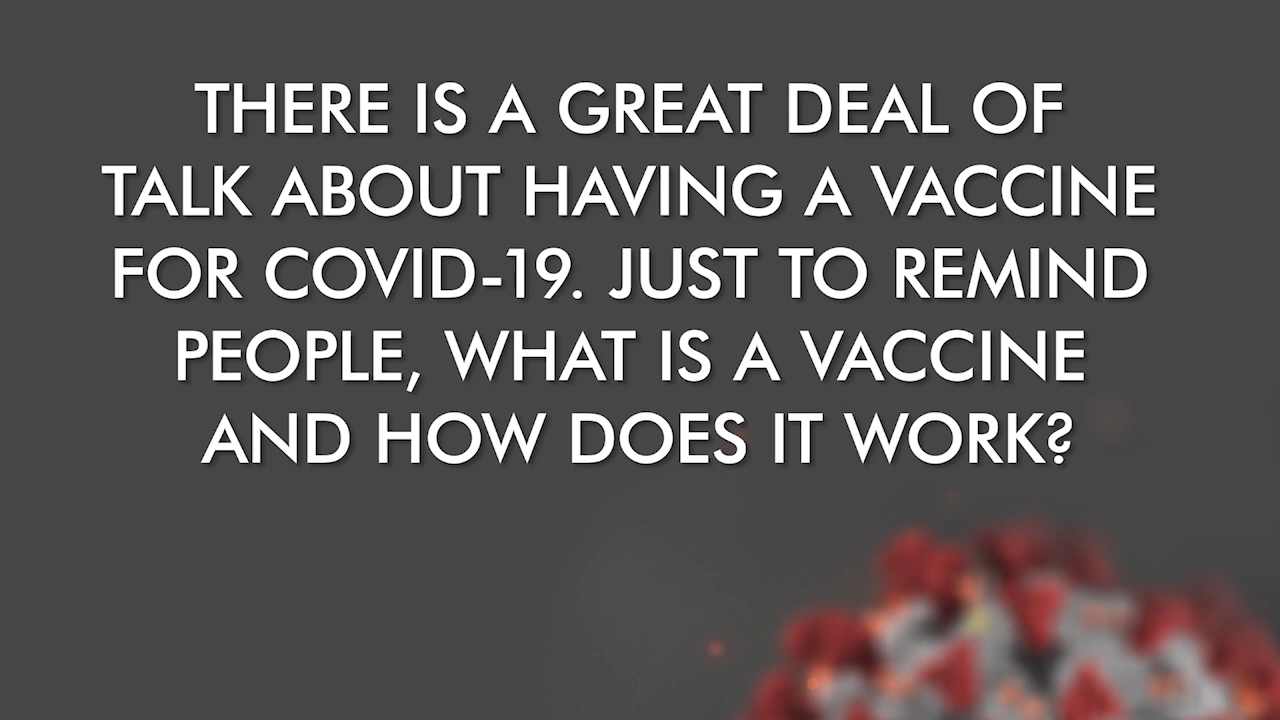 THERE IS A GREAT DEAL OF
TALK ABOUT HAVING A VACCINE
FOR COVID-19. JUST TO REMIND
PEOPLE, WHAT IS A VACCINE
AND HOW DOES IT WORK?